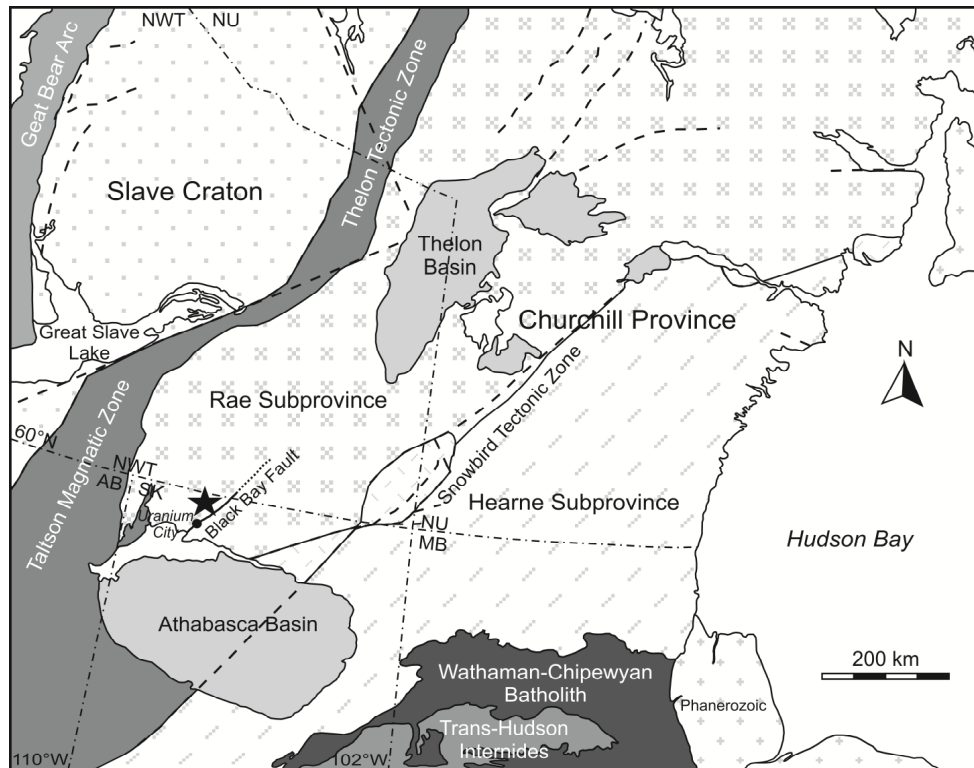 NWT
NU
Geat Bear Arc
Thelon Tectonic Zone
Slave Craton
Thelon
Basin
Great Slave
Lake
Churchill Province
N
Rae Subprovince
Snowbird Tectonic Zone
Taltson Magmatic Zone
60°N
NWT
AB
SK
Uranium
City
Black Bay Fault
Hearne Subprovince
NU
MB
Hudson Bay
Athabasca Basin
200 km
Wathaman-Chipewyan
Batholith
Phanerozoic
Trans-Hudson
Internides
110°W
102°W